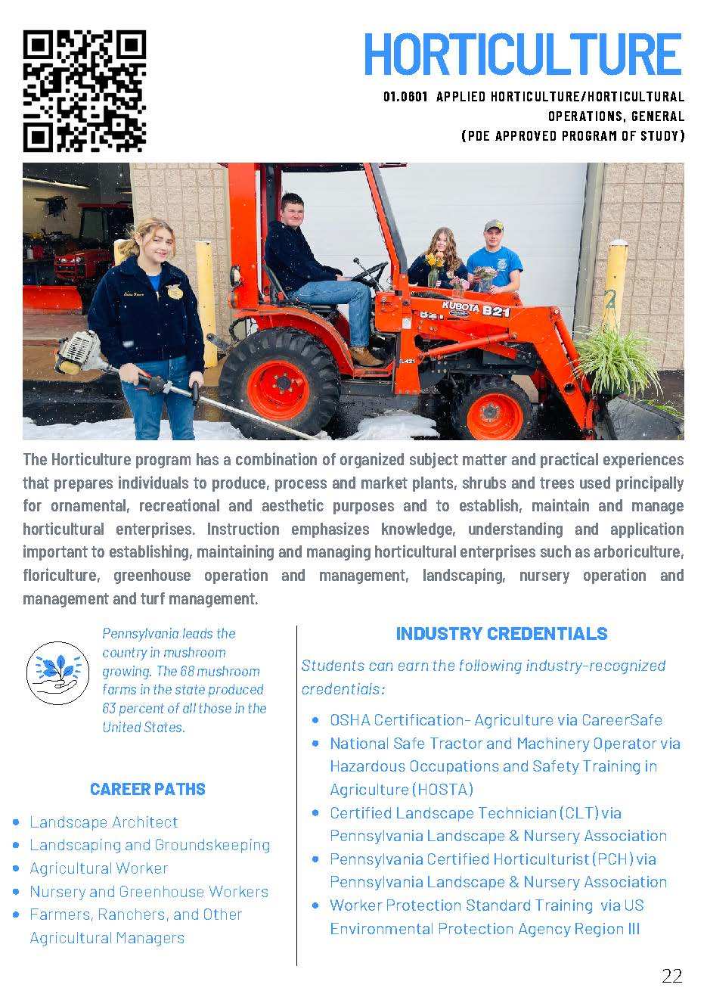 HORTICULTURE
01.0601 APPLIED HORTICULTURE/HORTICULTURAL
OPERATIONS, GENERAL
(PDE APPROVED PROGRAM OF STUDY)
KUBOTA B21
B21
TL421
2
The Horticulture program has a combination of organized subject matter and practical experiences
that prepares individuals to produce, process and market plants, shrubs and trees used principally
for ornamental, recreational and aesthetic purposes and to establish, maintain and manage
horticultural enterprises. Instruction emphasizes knowledge, understanding and application
important to establishing, maintaining and managing horticultural enterprises such as arboriculture,
floriculture, greenhouse operation and management, landscaping, nursery operation and
management and turf management.
Pennsylvania leads the
country in mushroom
growing. The 68 mushroom
farms in the state produced
63 percent of all those in the
United States.
CAREER PATHS
• Landscape Architect
• Landscaping and Groundskeeping
• Agricultural Worker
• Nursery and Greenhouse Workers
• Farmers, Ranchers, and Other
Agricultural Managers
INDUSTRY CREDENTIALS
Students can earn the following industry-recognized
credentials:
• OSHA Certification- Agriculture via CareerSafe
• National Safe Tractor and Machinery Operator via
Hazardous Occupations and Safety Training in
Agriculture (HOSTA)
• Certified Landscape Technician (CLT) via
Pennsylvania Landscape & Nursery Association
• Pennsylvania Certified Horticulturist (PCH) via
Pennsylvania Landscape & Nursery Association
• Worker Protection Standard Training via US
Environmental Protection Agency Region III
22